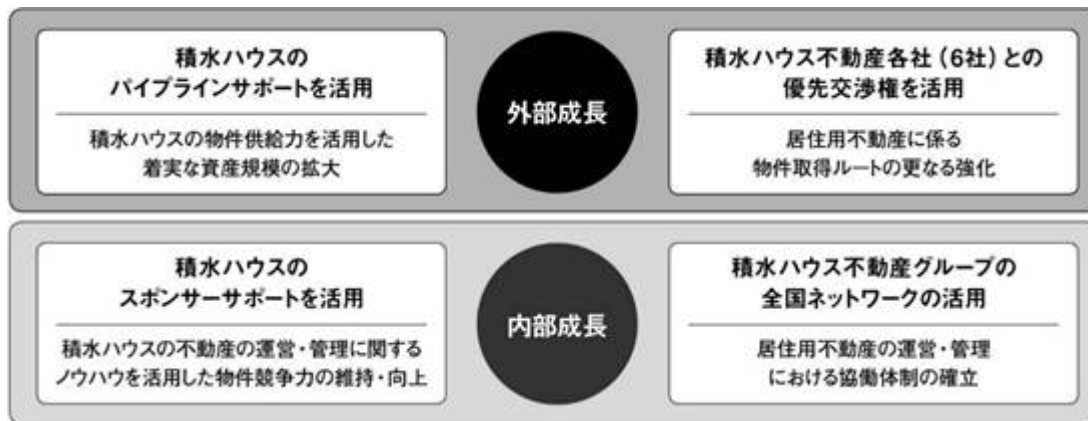 積水ハウスの
パイプラインサポートを活用
積水ハウスの物件供給力を活用した
着実な資産規模の拡大
外部成長
積水ハウス不動産各社（6社）との
優先交渉権を活用
居住用不動産に係る
物件取得ルートの更なる強化
積水ハウスの
スポンサーサポートを活用
積水ハウスの不動産の運営・管理に関する
ノウハウを活用した物件競争力の維持・向上
内部成長
積水ハウス不動産グループの
全国ネットワークの活用
居住用不動産の運営・管理
における協働体制の確立